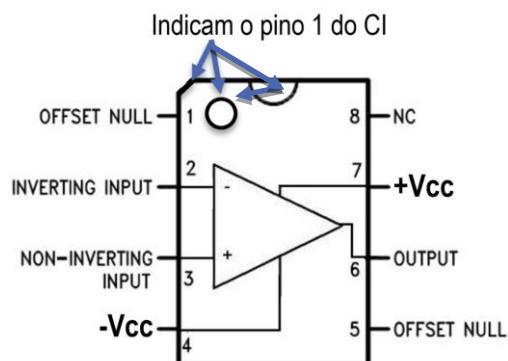 Indicam o pino 1 do CI
OFFSET NULL 1 8 NC
2 7
INVERTING INPUT - +Vcc
NON-INVERTING + OUTPUT
INPUT 3 6
-Vcc 5 OFFSET NULL
4